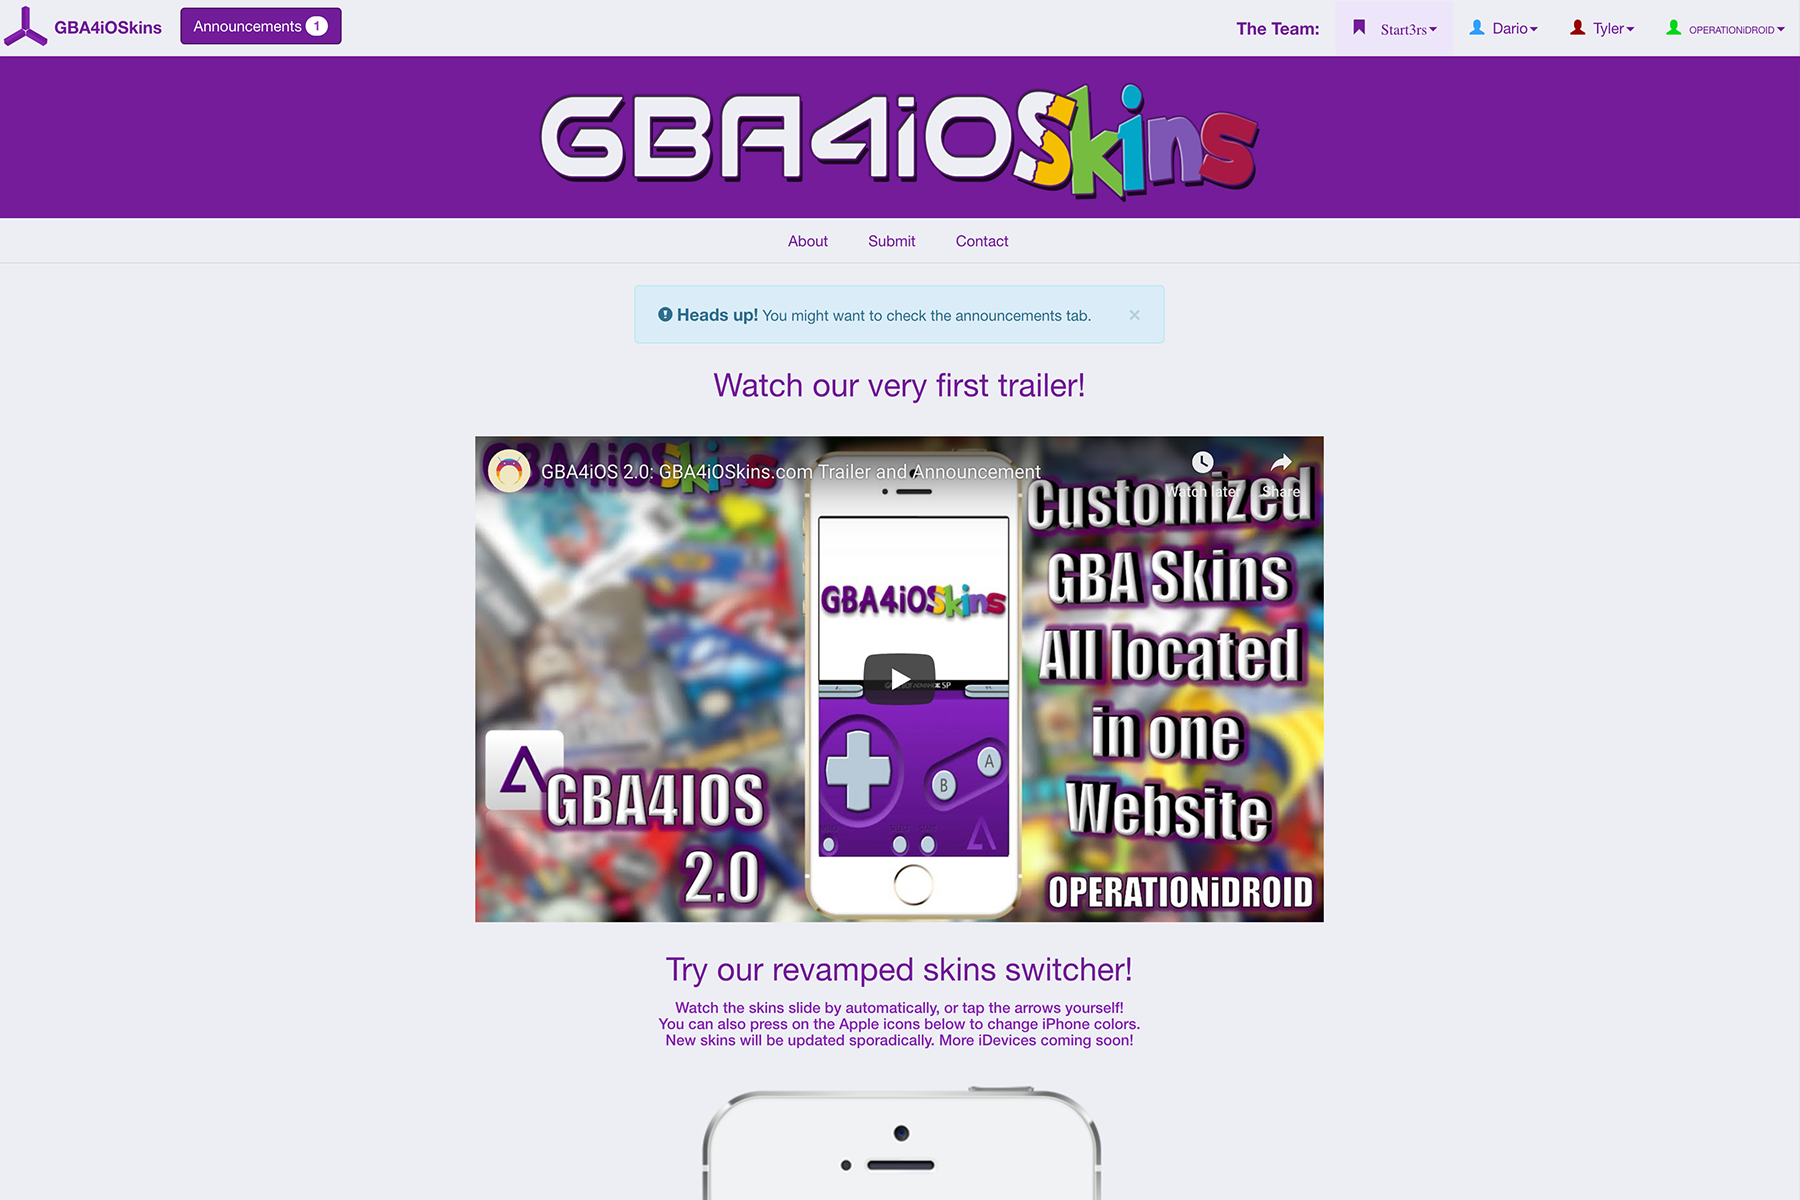 GBA4iOSkins
Announcements 1
The Team:
Start3rs
Dario
Tyler
OPERATIONiDROID
GBA4iOSkins
About
Submit
Contact
Heads up! You might want to check the announcements tab.
×
Watch our very first trailer!
GBA4iOS 2.0: GBA4iOSkins.com Trailer and Announcement
Watch later
Share
Customized
GBA Skins
All located
in one
Website
OPERATIONiDROID
GBA4iOSkins
SP
A
B
GBA4IOS
2.0
Try our revamped skins switcher!
Watch the skins slide by automatically, or tap the arrows yourself!
You can also press on the Apple icons below to change iPhone colors.
New skins will be updated sporadically. More iDevices coming soon!